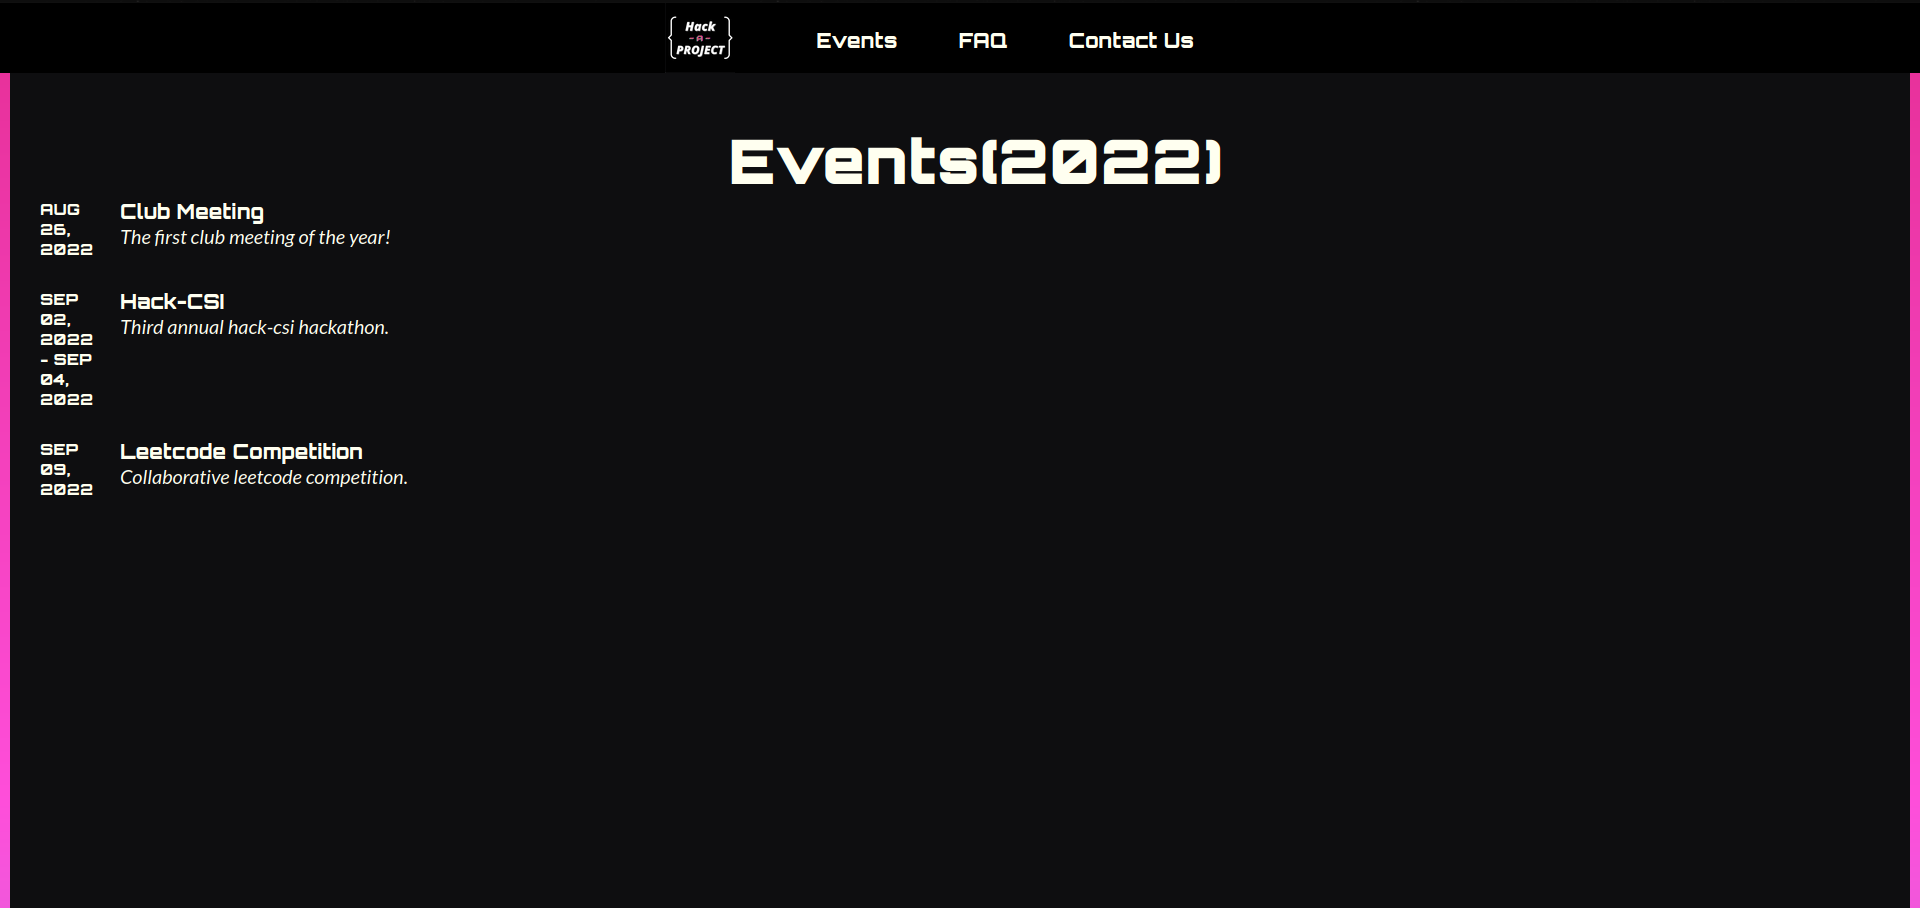 Hack
-A-
PROJECT
Events
FAQ
Contact Us
Events(2022)
AUG
26,
2022
Club Meeting
The first club meeting of the year!
SEP
02,
2022
- SEP
04,
2022
Hack-CSI
Third annual hack-csi hackathon.
SEP
09,
2022
Leetcode Competition
Collaborative leetcode competition.